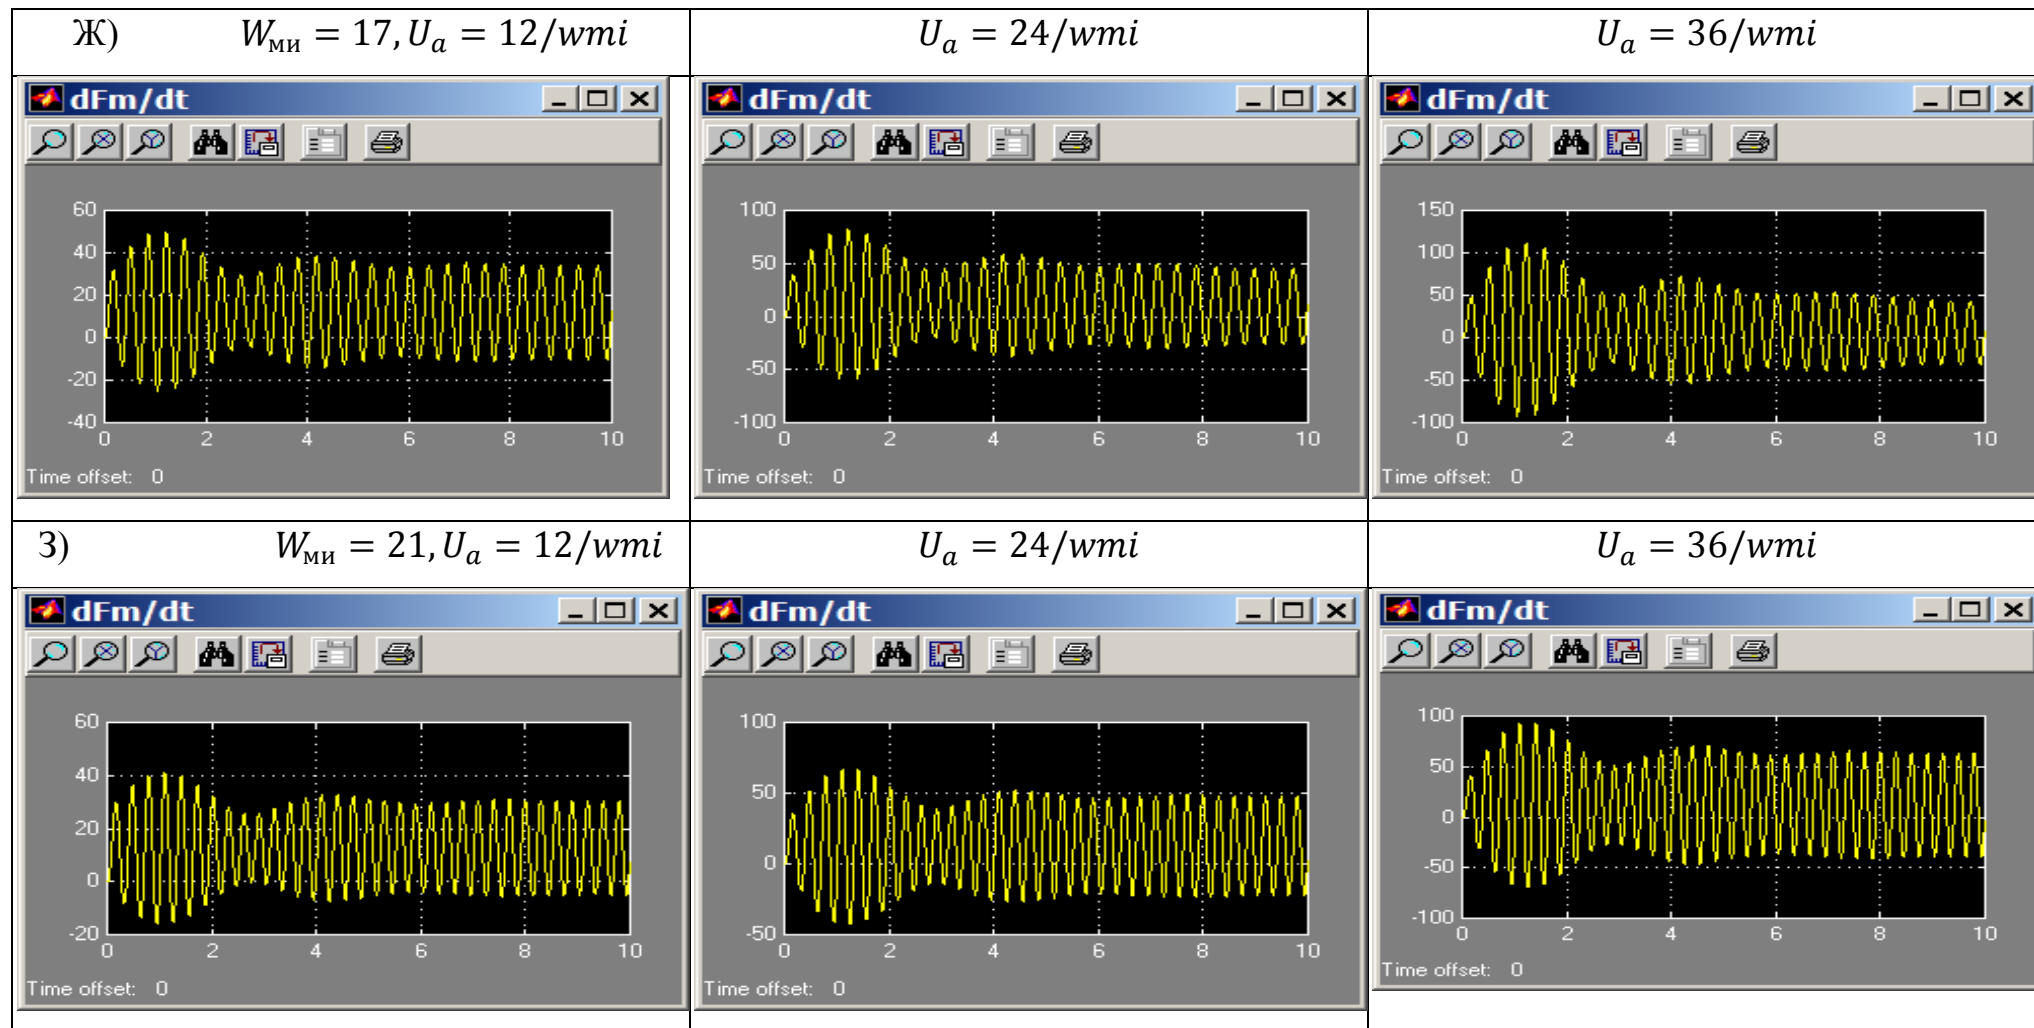 Ж) W_ми = 17, U_a = 12/wmi
U_a = 24/wmi
U_a = 36/wmi
dFm/dt
60
40
20
0
-20
-40
0 2 4 6 8 10
Time offset: 0
dFm/dt
100
50
0
-50
-100
0 2 4 6 8 10
Time offset: 0
dFm/dt
150
100
50
0
-50
-100
0 2 4 6 8 10
Time offset: 0
З) W_ми = 21, U_a = 12/wmi
U_a = 24/wmi
U_a = 36/wmi
dFm/dt
60
40
20
0
-20
0 2 4 6 8 10
Time offset: 0
dFm/dt
100
50
0
-50
0 2 4 6 8 10
Time offset: 0
dFm/dt
100
50
0
-50
-100
0 2 4 6 8 10
Time offset: 0